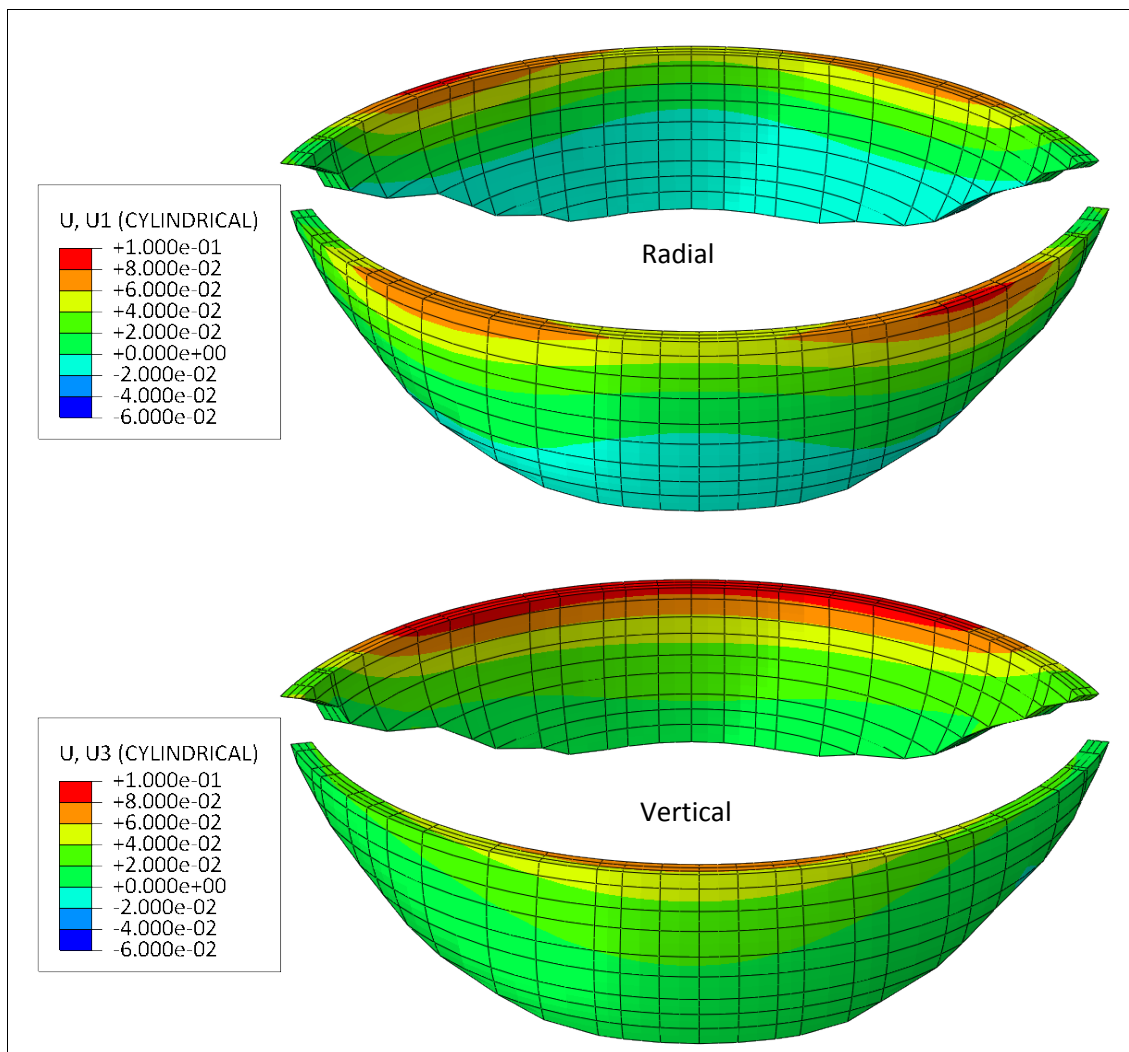 Radial
U, U1 (CYLINDRICAL)
+1.000e-01
+8.000e-02
+6.000e-02
+4.000e-02
+2.000e-02
+0.000e+00
-2.000e-02
-4.000e-02
-6.000e-02
Vertical
U, U3 (CYLINDRICAL)
+1.000e-01
+8.000e-02
+6.000e-02
+4.000e-02
+2.000e-02
+0.000e+00
-2.000e-02
-4.000e-02
-6.000e-02